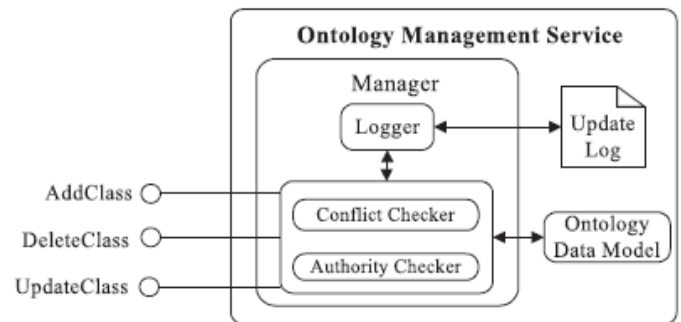 Ontology Management Service
Manager
Logger
Update
Log
AddClass
Conflict Checker
DeleteClass
Ontology
Data Model
Authority Checker
UpdateClass